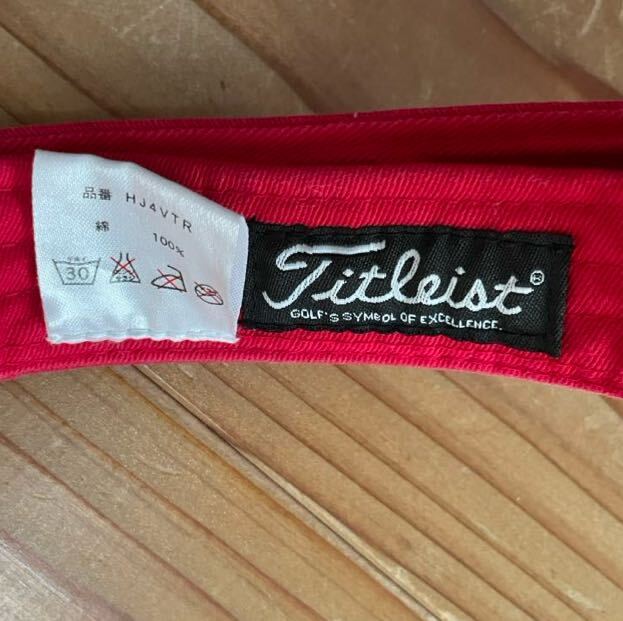 品番 HJ4VTR
綿 100%
30
Titleist®
GOLF'S SYMBOL OF EXCELLENCE.